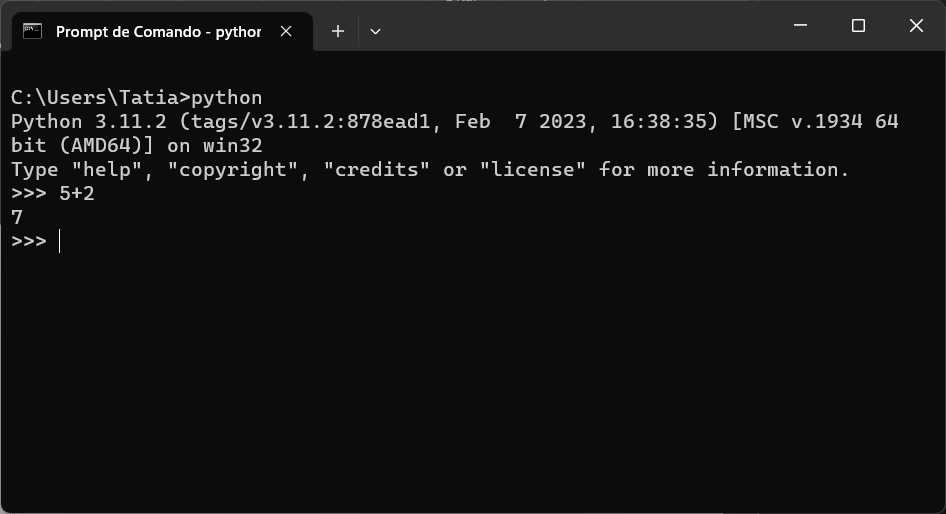 Prompt de Comando - python
C:\Users\Tatia>python
Python 3.11.2 (tags/v3.11.2:878ead1, Feb  7 2023, 16:38:35) [MSC v.1934 64
bit (AMD64)] on win32
Type "help", "copyright", "credits" or "license" for more information.
>>> 5+2
7
>>>